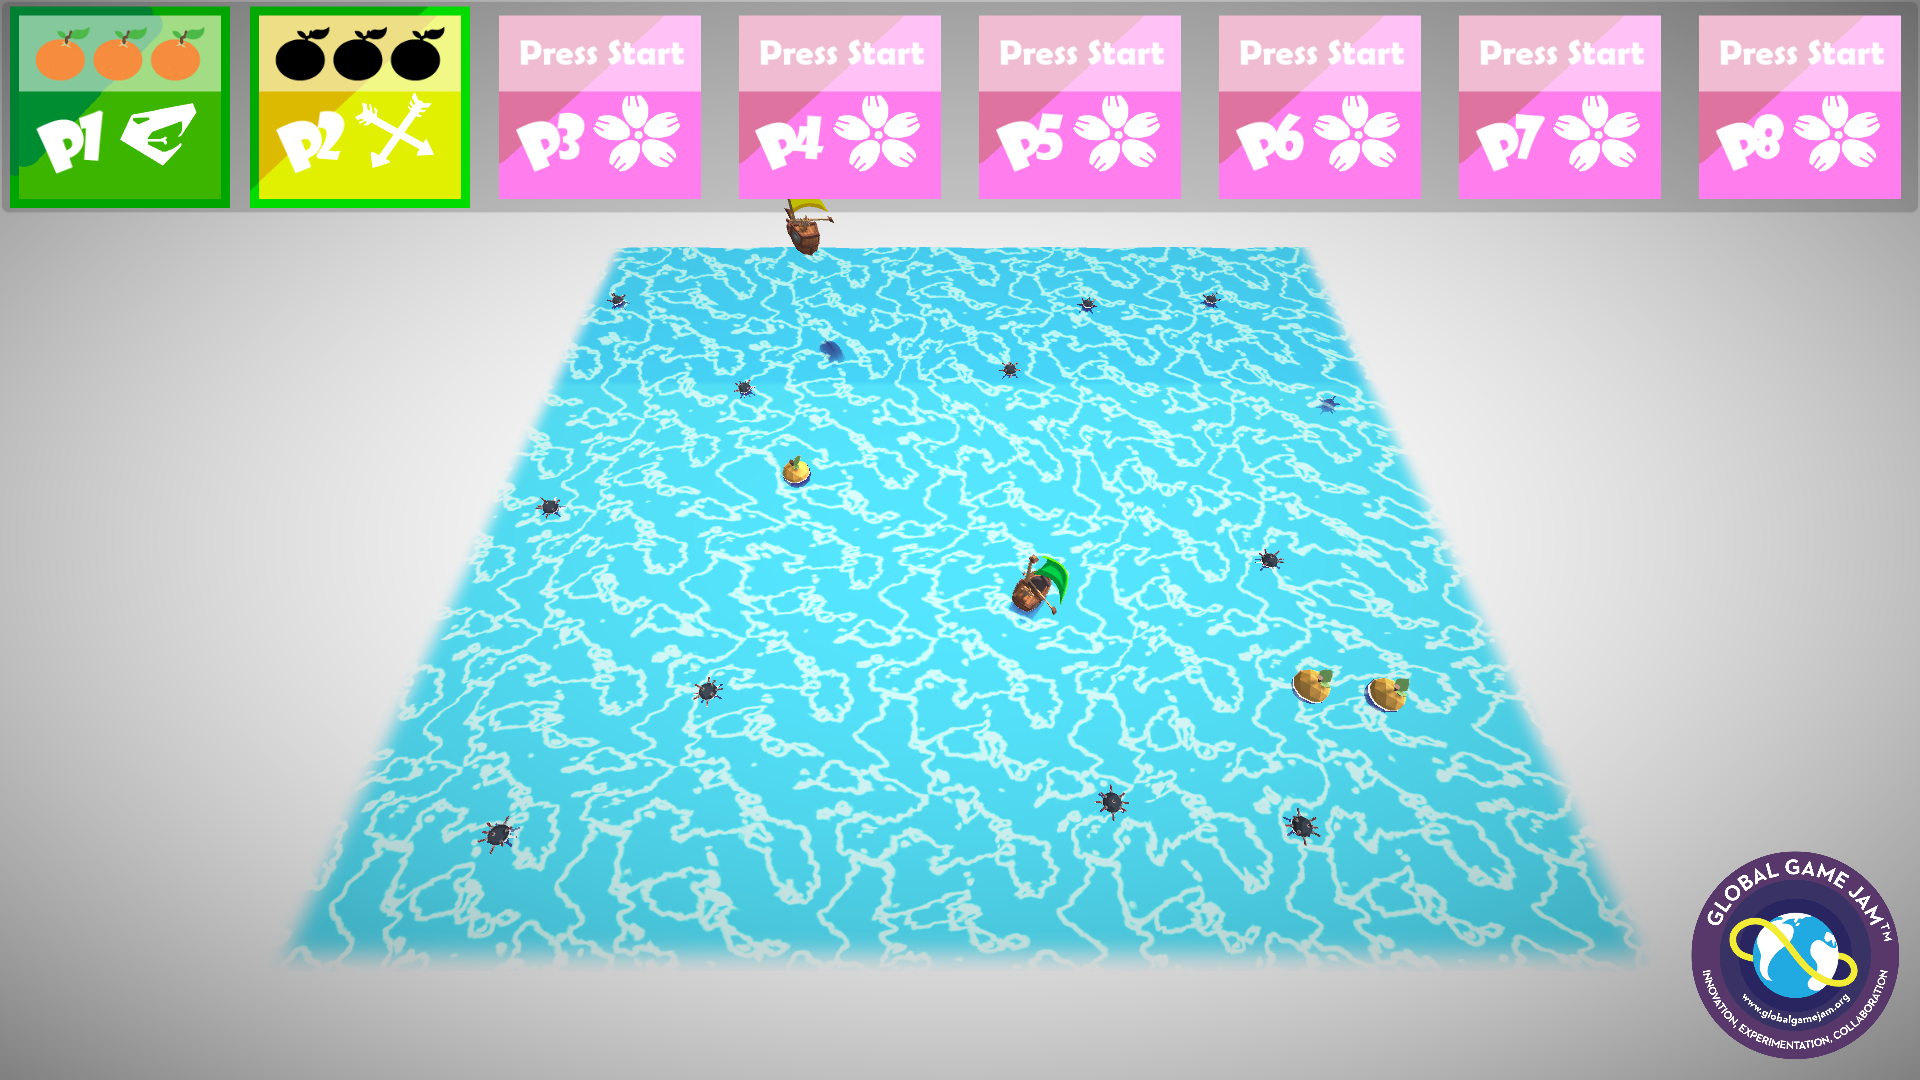 Press Start
Press Start
Press Start
Press Start
Press Start
Press Start
P1
P2
P3
P4
P5
P6
P7
P8
GLOBAL GAME JAM™
www.globalgamejam.org
INNOVATION, EXPERIMENTATION, COLLABORATION